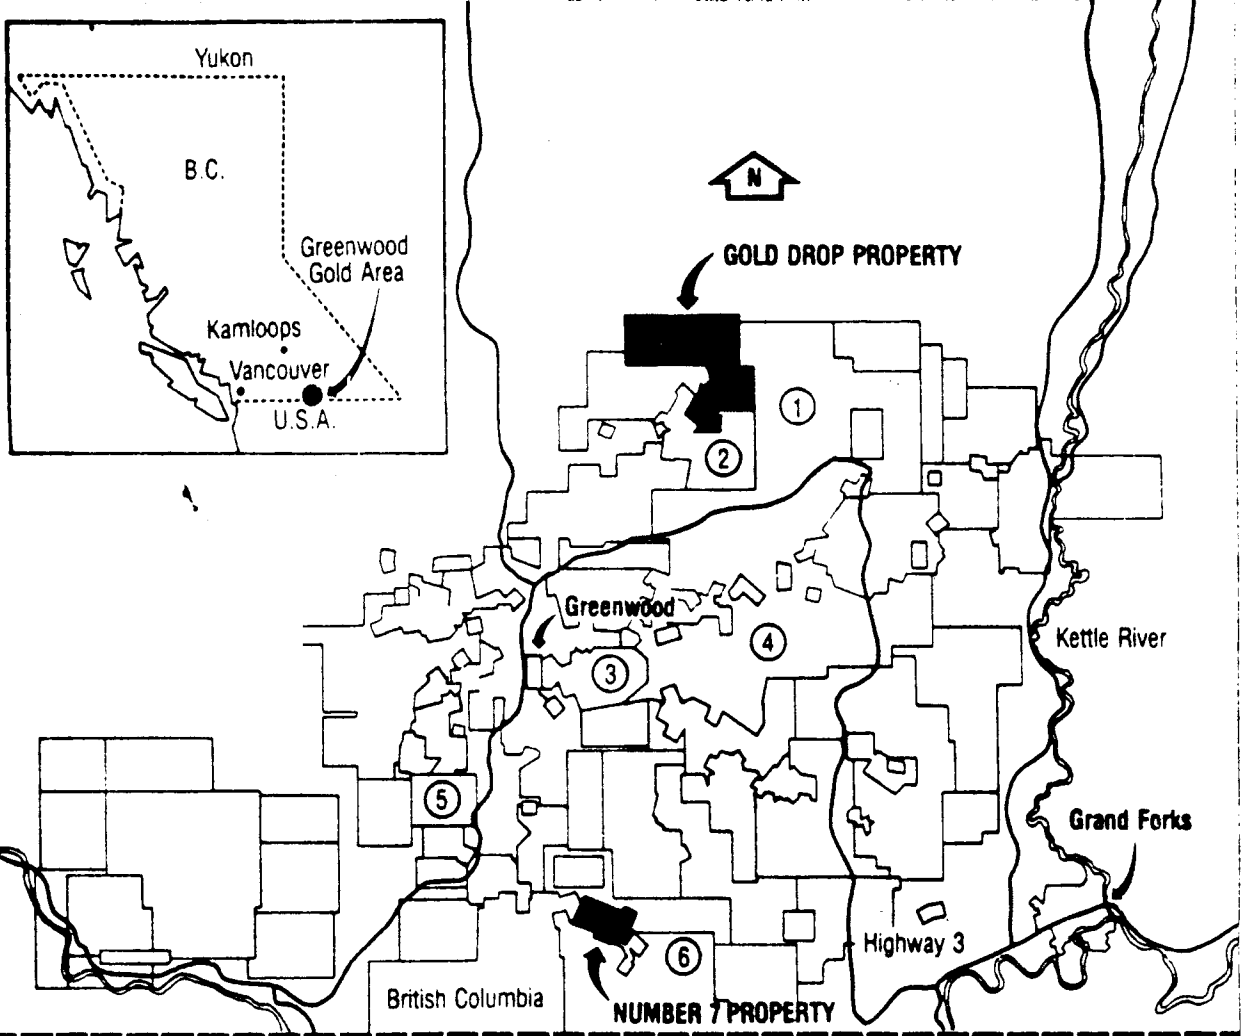 Yukon
B.C.
Greenwood
Gold Area
Kamloops
Vancouver
U.S.A.
N
GOLD DROP PROPERTY
1
2
Greenwood
4
3
Kettle River
5
Grand Forks
Highway 3
6
British Columbia
NUMBER 7 PROPERTY